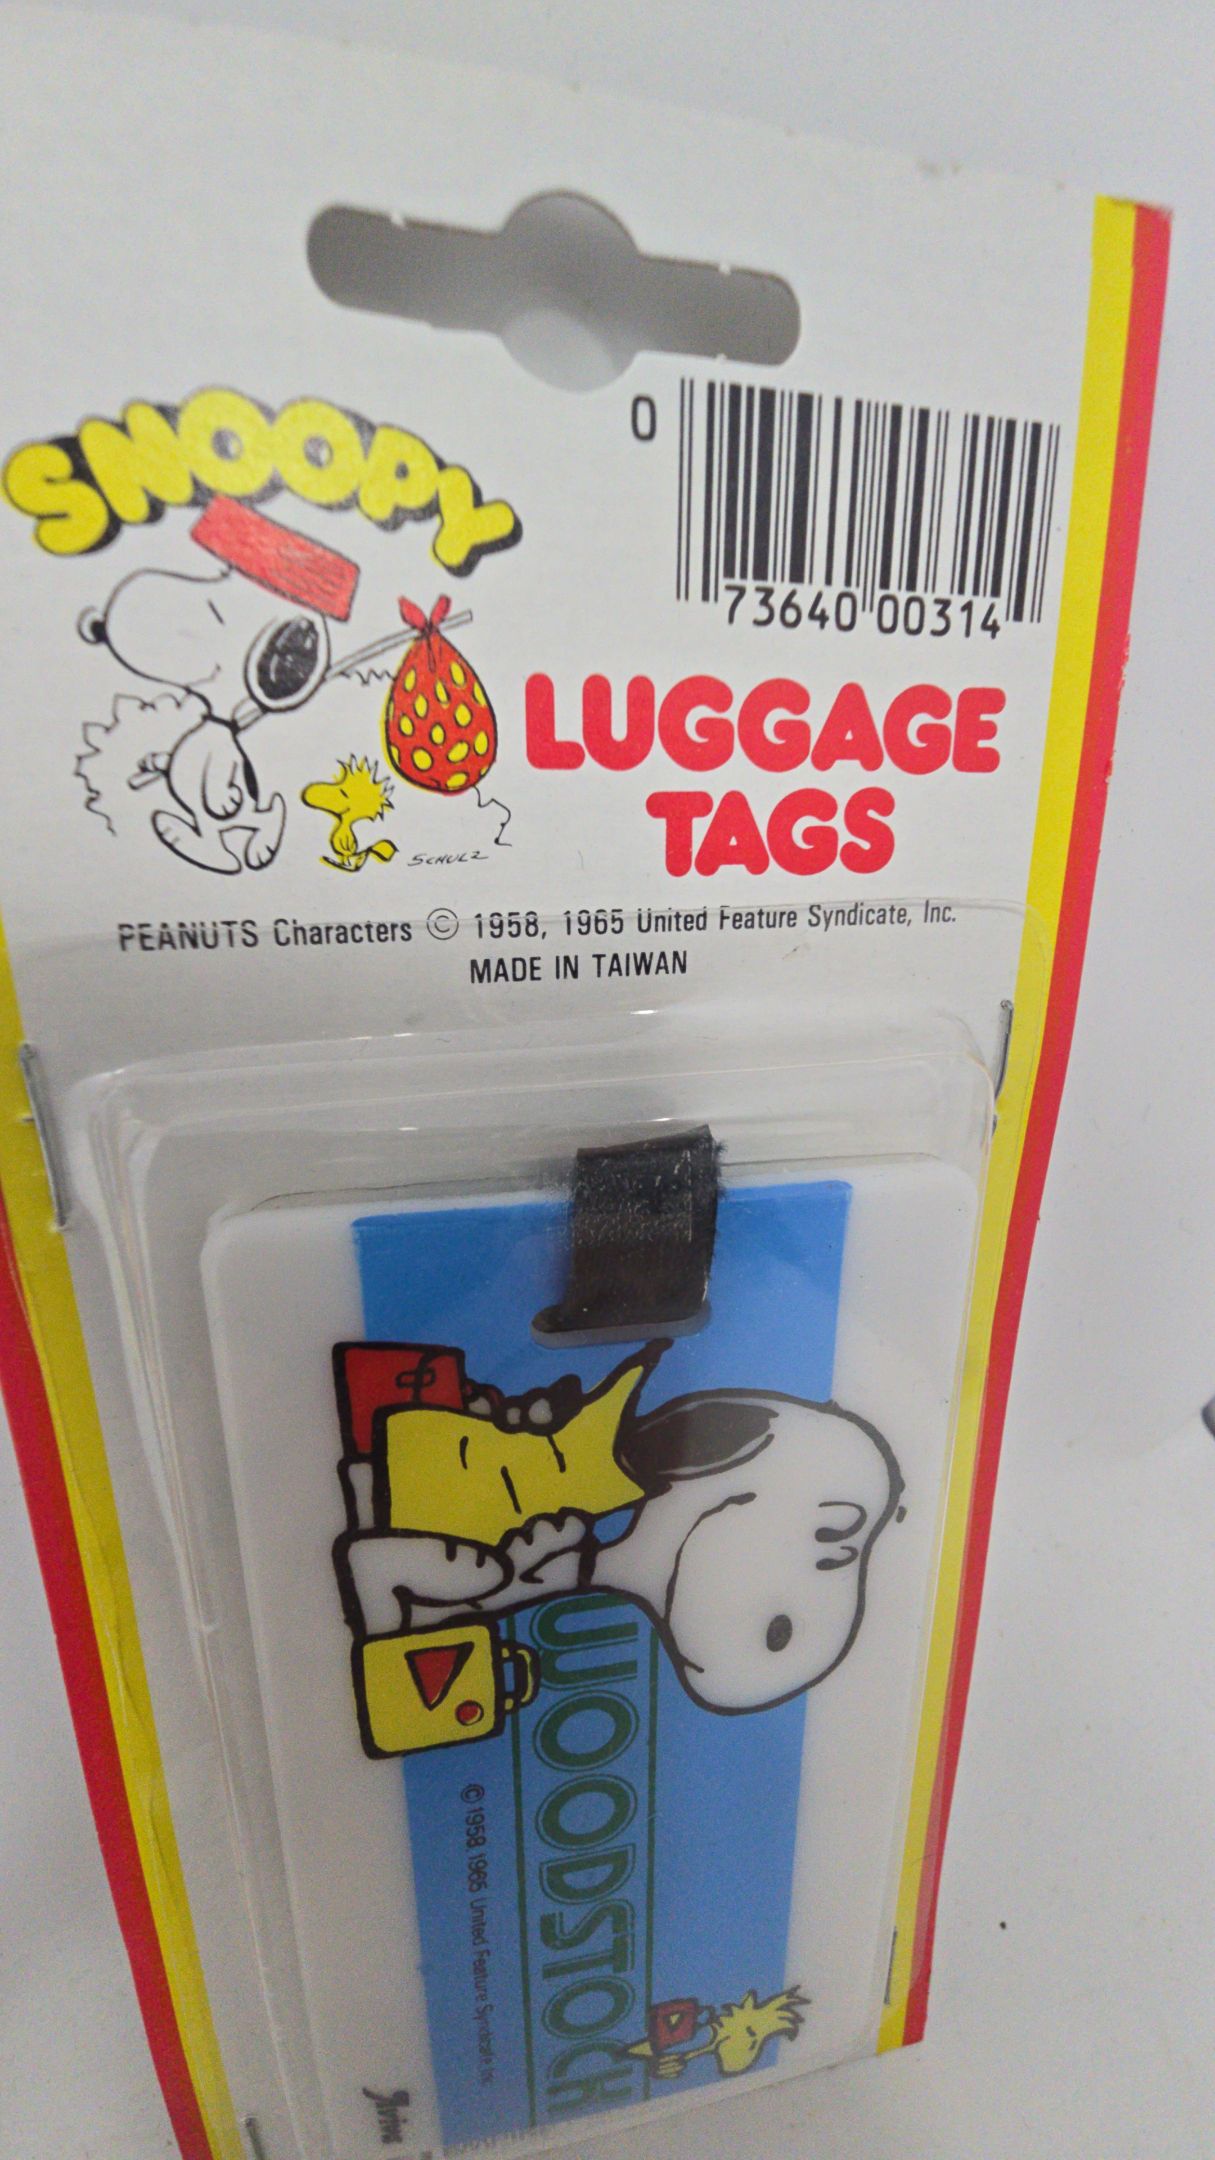 SNOOPY
0
73640 00314
LUGGAGE
TAGS
SCHULZ
PEANUTS Characters © 1958, 1965 United Feature Syndicate, Inc.
MADE IN TAIWAN
WOODSTOCK
© 1958, 1965 United Feature Syndicate, Inc.